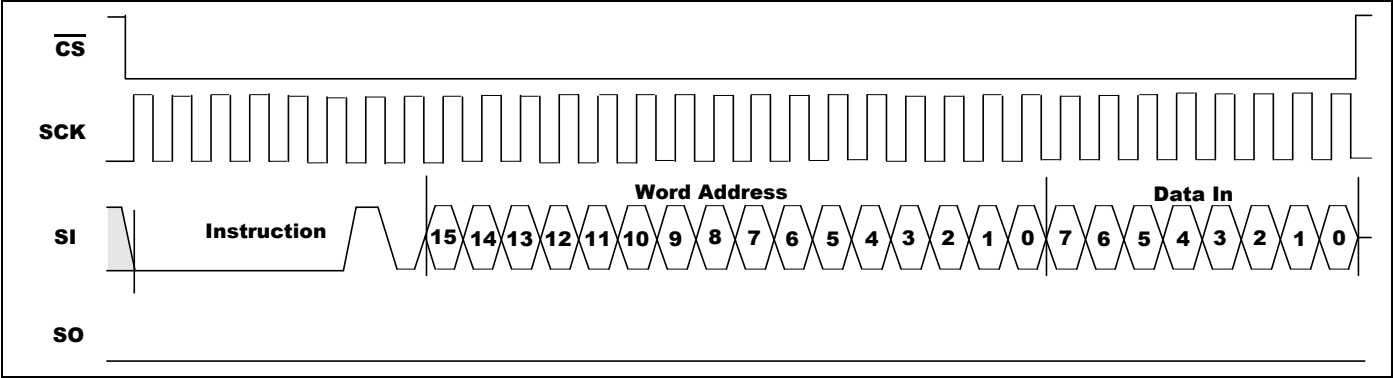 CS
SCK
Word Address
Data In
SI
Instruction
15 14 13 12 11 10 9 8 7 6 5 4 3 2 1 0 7 6 5 4 3 2 1 0
SO